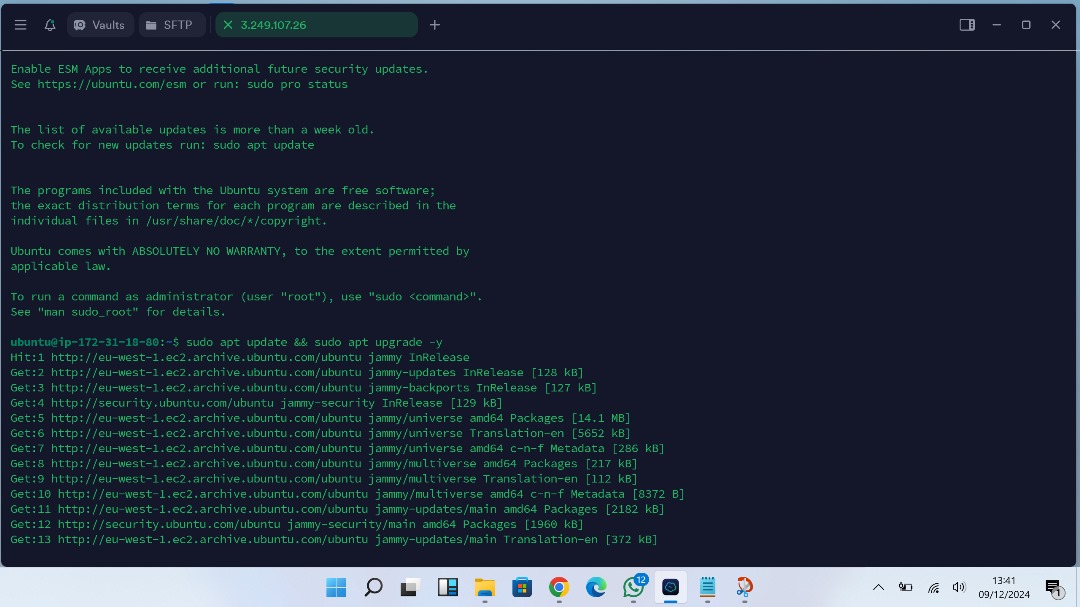 Vaults
SFTP
3.249.107.26
Enable ESM Apps to receive additional future security updates.
See https://ubuntu.com/esm or run: sudo pro status
The list of available updates is more than a week old.
To check for new updates run: sudo apt update
The programs included with the Ubuntu system are free software;
the exact distribution terms for each program are described in the
individual files in /usr/share/doc/*/copyright.
Ubuntu comes with ABSOLUTELY NO WARRANTY, to the extent permitted by
applicable law.
To run a command as administrator (user "root"), use "sudo <command>".
See "man sudo_root" for details.
ubuntu@ip-172-31-18-80:~$ sudo apt update && sudo apt upgrade -y
Hit:1 http://eu-west-1.ec2.archive.ubuntu.com/ubuntu jammy InRelease
Get:2 http://eu-west-1.ec2.archive.ubuntu.com/ubuntu jammy-updates InRelease [128 kB]
Get:3 http://eu-west-1.ec2.archive.ubuntu.com/ubuntu jammy-backports InRelease [127 kB]
Get:4 http://security.ubuntu.com/ubuntu jammy-security InRelease [129 kB]
Get:5 http://eu-west-1.ec2.archive.ubuntu.com/ubuntu jammy/universe amd64 Packages [14.1 MB]
Get:6 http://eu-west-1.ec2.archive.ubuntu.com/ubuntu jammy/universe Translation-en [5652 kB]
Get:7 http://eu-west-1.ec2.archive.ubuntu.com/ubuntu jammy/universe amd64 c-n-f Metadata [286 kB]
Get:8 http://eu-west-1.ec2.archive.ubuntu.com/ubuntu jammy/multiverse amd64 Packages [217 kB]
Get:9 http://eu-west-1.ec2.archive.ubuntu.com/ubuntu jammy/multiverse Translation-en [112 kB]
Get:10 http://eu-west-1.ec2.archive.ubuntu.com/ubuntu jammy/multiverse amd64 c-n-f Metadata [8372 B]
Get:11 http://eu-west-1.ec2.archive.ubuntu.com/ubuntu jammy-updates/main amd64 Packages [2182 kB]
Get:12 http://security.ubuntu.com/ubuntu jammy-security/main amd64 Packages [1960 kB]
Get:13 http://eu-west-1.ec2.archive.ubuntu.com/ubuntu jammy-updates/main Translation-en [372 kB]
12
13:41
09/12/2024
1